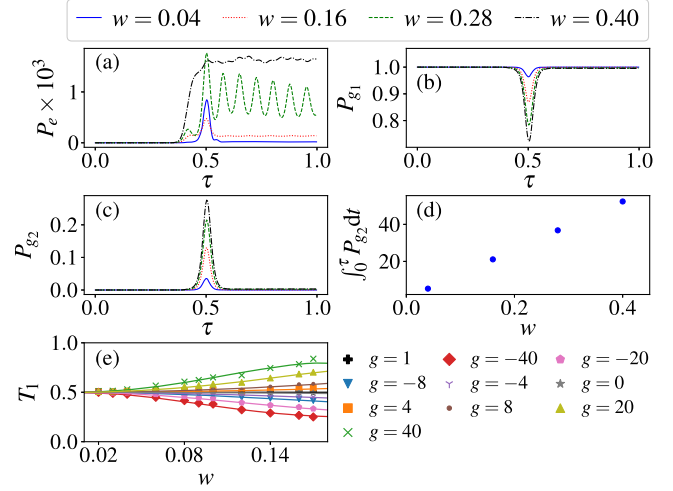 w = 0.04 w = 0.16 w = 0.28 w = 0.40
(a)
P_e × 10^3
1
0
0.0 0.5 1.0
τ
(b)
P_{g_1}
1.0
0.9
0.8
0.0 0.5 1.0
τ
(c)
P_{g_2}
0.2
0.1
0.0
0.0 0.5 1.0
τ
(d)
∫_0^τ P_{g_2} dt
40
20
0.0 0.2 0.4
w
(e)
T_1
1.0
0.5
0.0
0.02 0.08 0.14
w
g = 1 g = −40 g = −20
g = −8 g = −4 g = 0
g = 4 g = 8 g = 20
g = 40